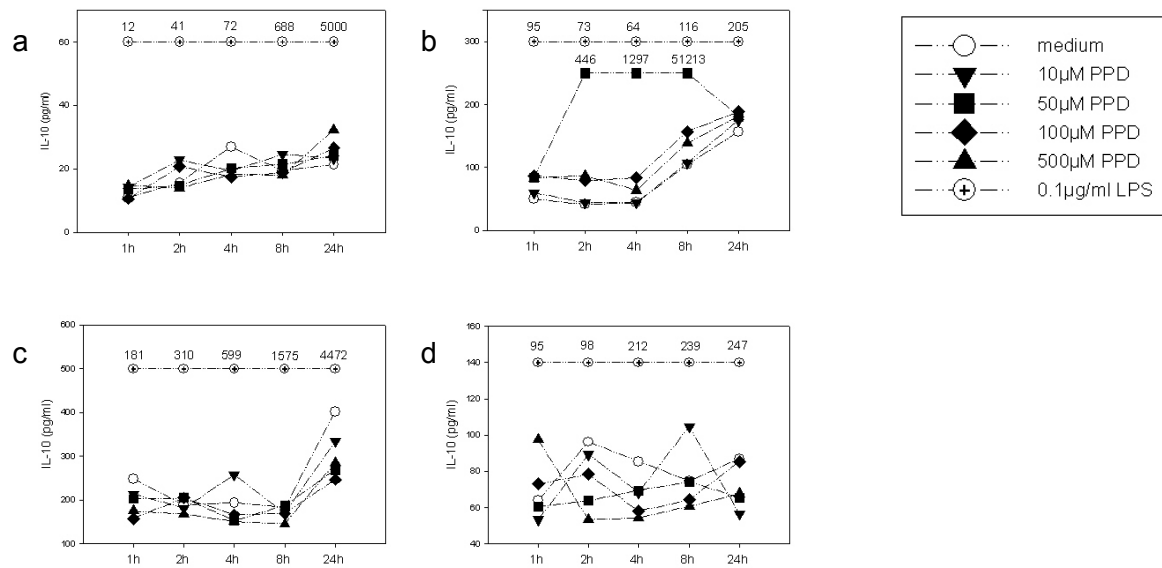 a
12 41 72 688 5000
60
40
20
0
IL-10 (pg/ml)
1h 2h 4h 8h 24h
b
95 73 64 116 205
446 1297 51213
300
200
100
0
IL-10 (pg/ml)
1h 2h 4h 8h 24h
medium
10µM PPD
50µM PPD
100µM PPD
500µM PPD
0.1µg/ml LPS
c
181 310 599 1575 4472
600
500
400
300
200
100
IL-10 (pg/ml)
1h 2h 4h 8h 24h
d
95 98 212 239 247
160
140
120
100
80
60
40
IL-10 (pg/ml)
1h 2h 4h 8h 24h